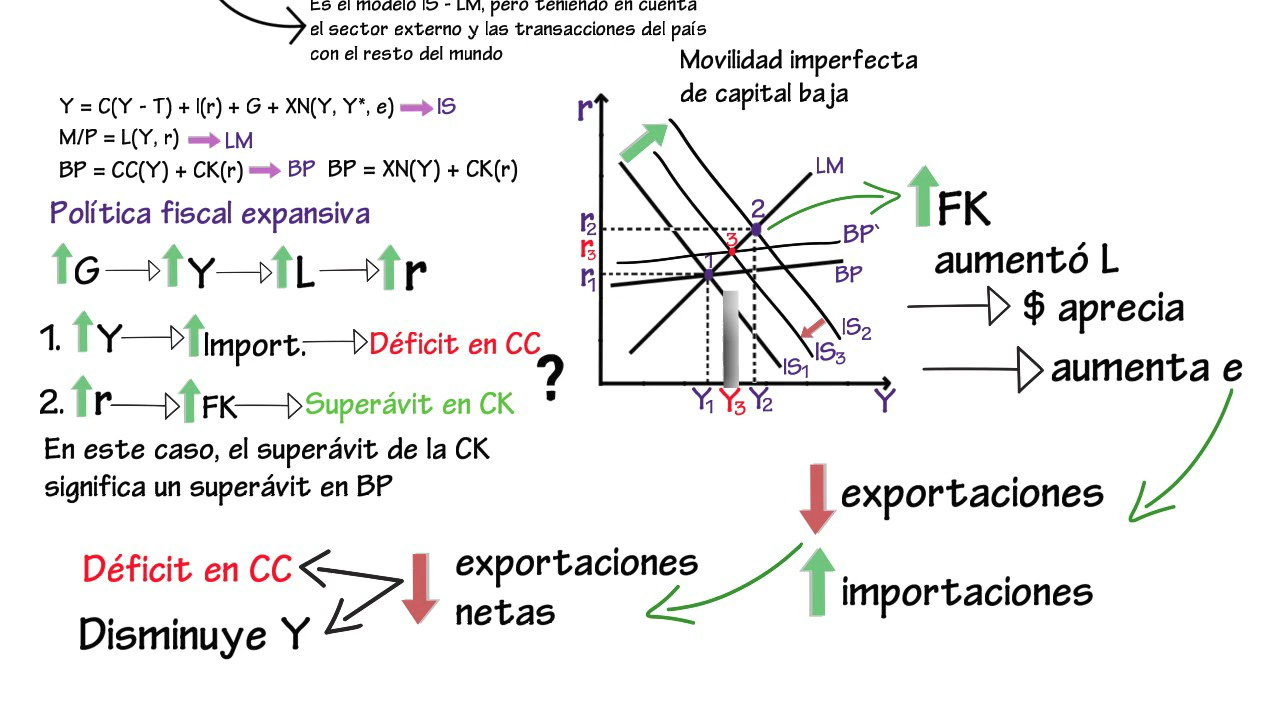 Es el modelo IS - LM, pero teniendo en cuenta
el sector externo y las transacciones del país
con el resto del mundo
Movilidad imperfecta
de capital baja
Y = C(Y - T) + I(r) + G + XN(Y, Y*, e) IS
M/P = L(Y, r) LM
BP = CC(Y) + CK(r) BP BP = XN(Y) + CK(r)
Política fiscal expansiva
G Y L r
1. Y Import. Déficit en CC
2. r FK Superávit en CK
?
En este caso, el superávit de la CK
significa un superávit en BP
r
LM
2
r2
BP`
3
r3
1
BP
r1
IS2
IS3
IS1
Y1 Y3 Y2 Y
FK
aumentó L
$ aprecia
aumenta e
exportaciones
importaciones
exportaciones
netas
Déficit en CC
Disminuye Y